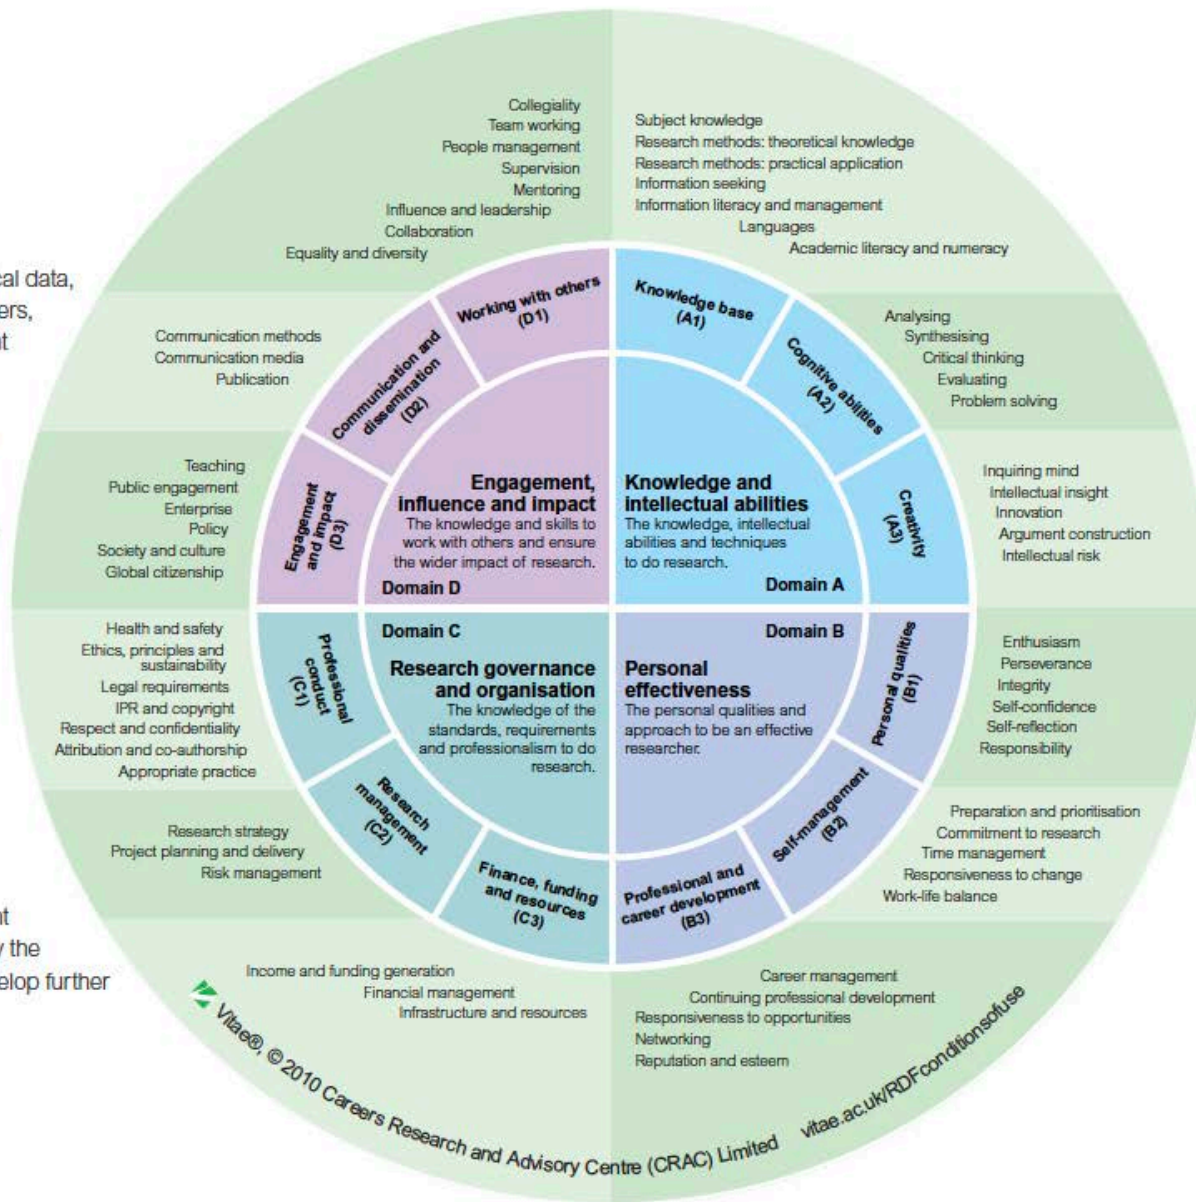 Collegiality
Team working
People management
Supervision
Mentoring
Influence and leadership
Collaboration
Equality and diversity
Subject knowledge
Research methods: theoretical knowledge
Research methods: practical application
Information seeking
Information literacy and management
Languages
Academic literacy and numeracy
Communication methods
Communication media
Publication
Analysing
Synthesising
Critical thinking
Evaluating
Problem solving
Teaching
Public engagement
Enterprise
Policy
Society and culture
Global citizenship
Inquiring mind
Intellectual insight
Innovation
Argument construction
Intellectual risk
Working with others
(D1)
Communication and
dissemination
(D2)
Engagement
and impact
(D3)
Knowledge base
(A1)
Cognitive abilities
(A2)
Creativity
(A3)
Engagement,
influence and impact
The knowledge and skills to
work with others and ensure
the wider impact of research.
Domain D
Knowledge and
intellectual abilities
The knowledge, intellectual
abilities and techniques
to do research.
Domain A
Domain C
Research governance
and organisation
The knowledge of the
standards, requirements
and professionalism to do
research.
Domain B
Personal
effectiveness
The personal qualities and
approach to be an effective
researcher.
Professional
conduct
(C1)
Research
management
(C2)
Finance, funding
and resources
(C3)
Personal qualities
(B1)
Self-management
(B2)
Professional and
career development
(B3)
Health and safety
Ethics, principles and
sustainability
Legal requirements
IPR and copyright
Respect and confidentiality
Attribution and co-authorship
Appropriate practice
Enthusiasm
Perseverance
Integrity
Self-confidence
Self-reflection
Responsibility
Research strategy
Project planning and delivery
Risk management
Preparation and prioritisation
Commitment to research
Time management
Responsiveness to change
Work-life balance
Income and funding generation
Financial management
Infrastructure and resources
Career management
Continuing professional development
Responsiveness to opportunities
Networking
Reputation and esteem
Vitae®, © 2010 Careers Research and Advisory Centre (CRAC) Limited vitae.ac.uk/RDFconditionsofuse
data,
the
further